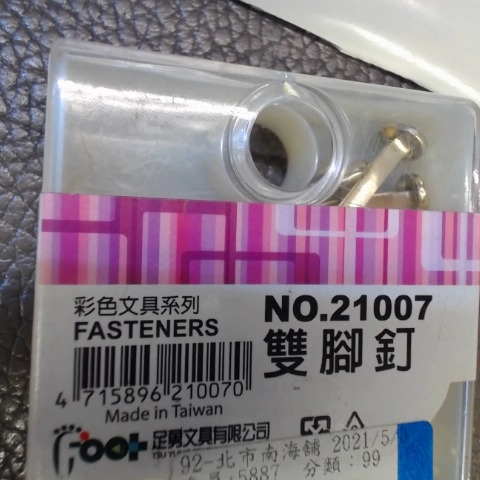 彩色文具系列
FASTENERS
NO.21007
雙腳釘
4 715896 210070
Made in Taiwan
Foot 足勇文具有限公司
92-北市南海舖 2021/5/
:5887 分類:99